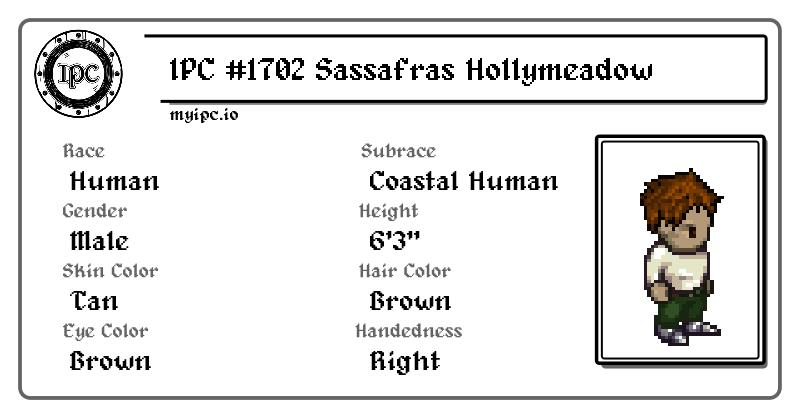 IPC
IPC #1702 Sassafras Hollymeadow
myipc.io
Race
Human
Subrace
Coastal Human
Gender
Male
Height
6'3"
Skin Color
Tan
Hair Color
Brown
Eye Color
Brown
Handedness
Right